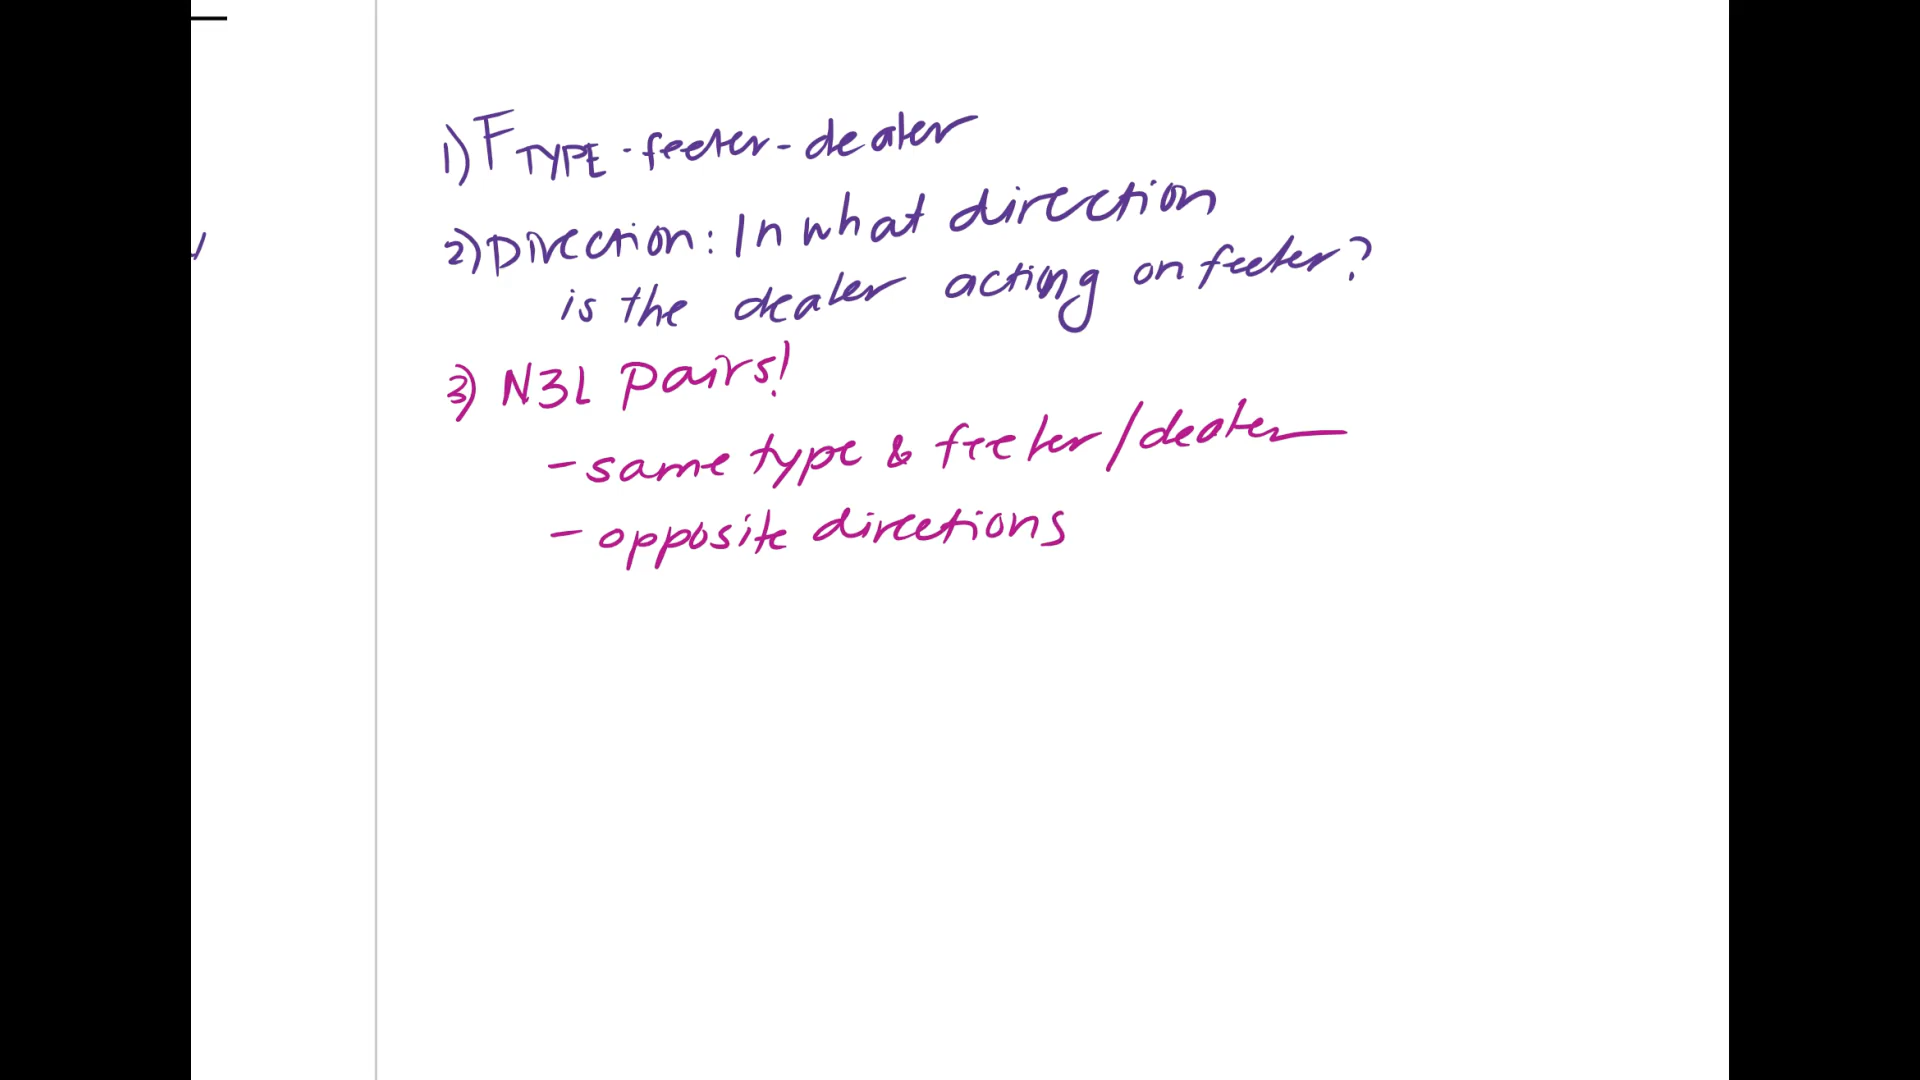 1) F TYPE - feeler - dealer
2) Direction: In what direction
is the dealer acting on feeler?
3) N3L pairs!
- same type & feeler/dealer
- opposite directions